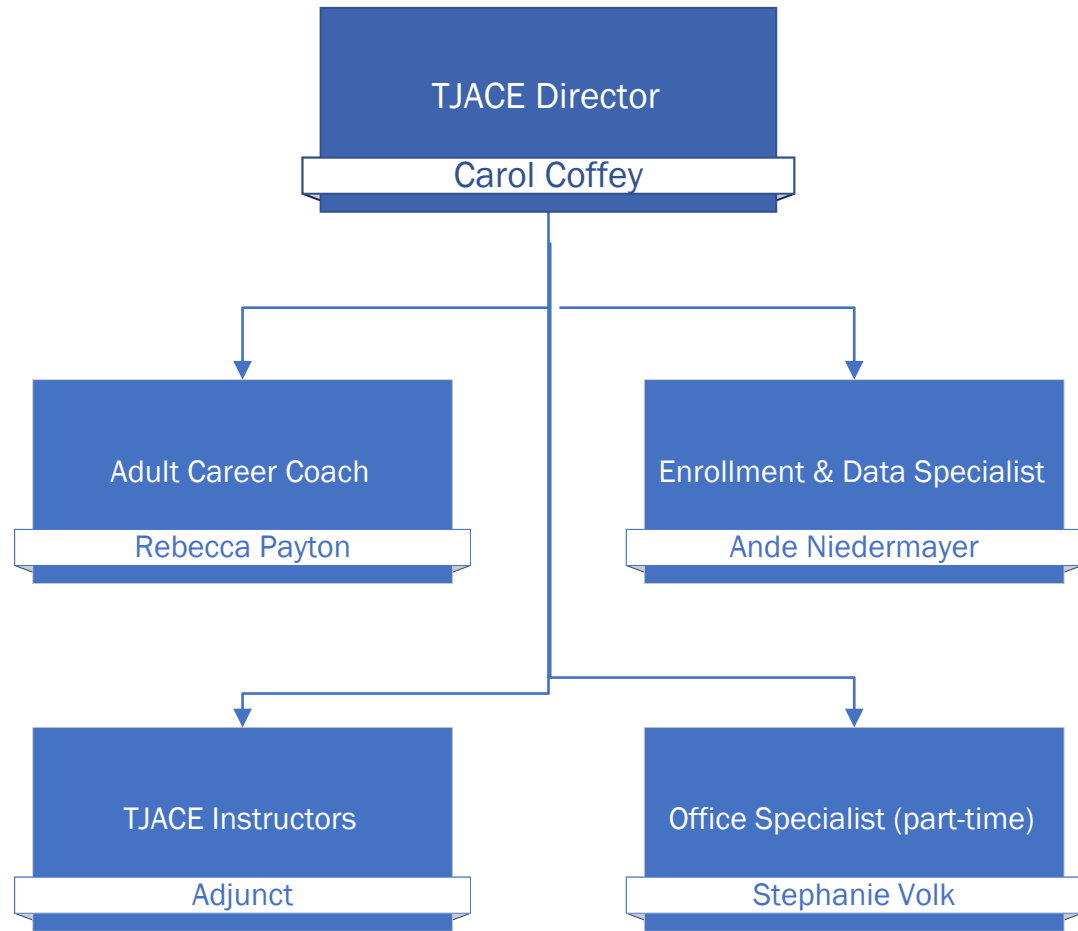 TJACE Director
Carol Coffey
Adult Career Coach
Rebecca Payton
Enrollment & Data Specialist
Ande Niedermayer
TJACE Instructors
Adjunct
Office Specialist (part-time)
Stephanie Volk